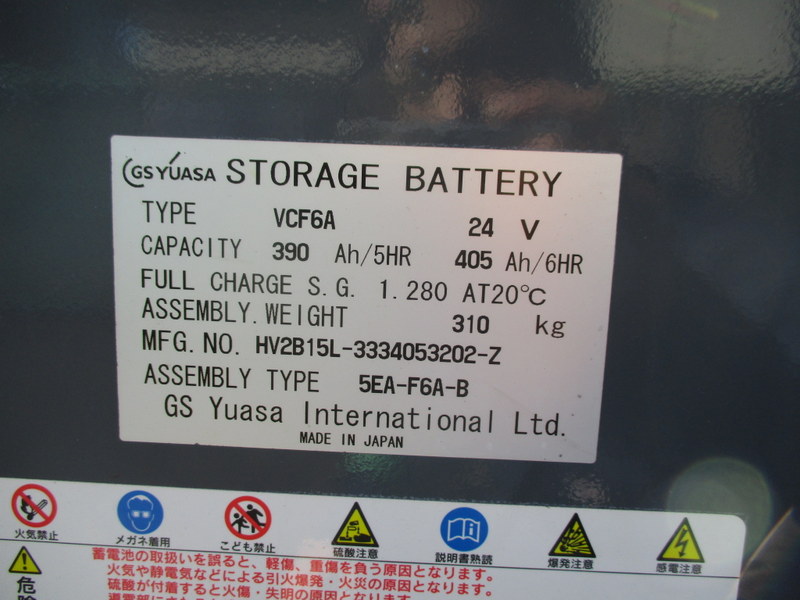 GS YUASA STORAGE BATTERY
TYPE VCF6A 24 V
CAPACITY 390 Ah/5HR 405 Ah/6HR
FULL CHARGE S.G. 1.280 AT20℃
ASSEMBLY.WEIGHT 310 kg
MFG.NO. HV2B15L-3334053202-Z
ASSEMBLY TYPE 5EA-F6A-B
GS Yuasa International Ltd.
MADE IN JAPAN
火気禁止 メガネ着用 こども禁止 硫酸注意 説明書熟読 爆発注意 感電注意
危
蓄電池の取扱いを誤ると、軽傷、重傷を負う原因となります。
火気や静電気などによる引火爆発・火災の原因となります。
硫酸が付着すると火傷・失明の原因となります。